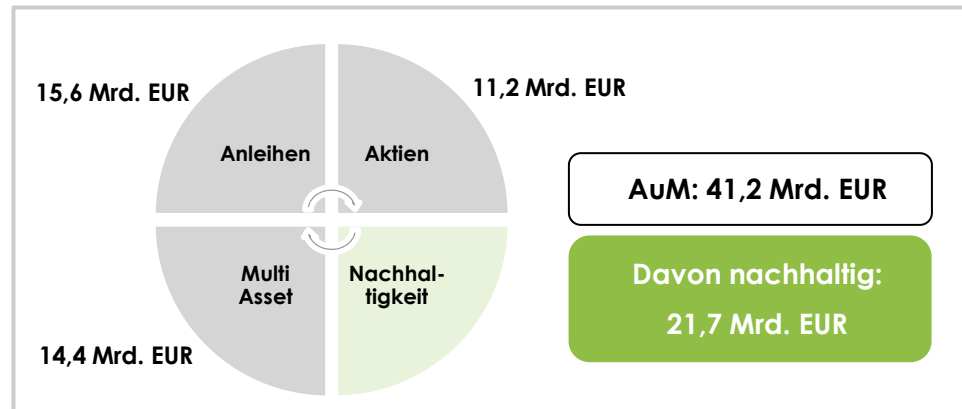 15,6 Mrd. EUR
11,2 Mrd. EUR
Anleihen
Aktien
AuM: 41,2 Mrd. EUR
Multi
Asset
Nachhal-
tigkeit
Davon nachhaltig:
21,7 Mrd. EUR
14,4 Mrd. EUR